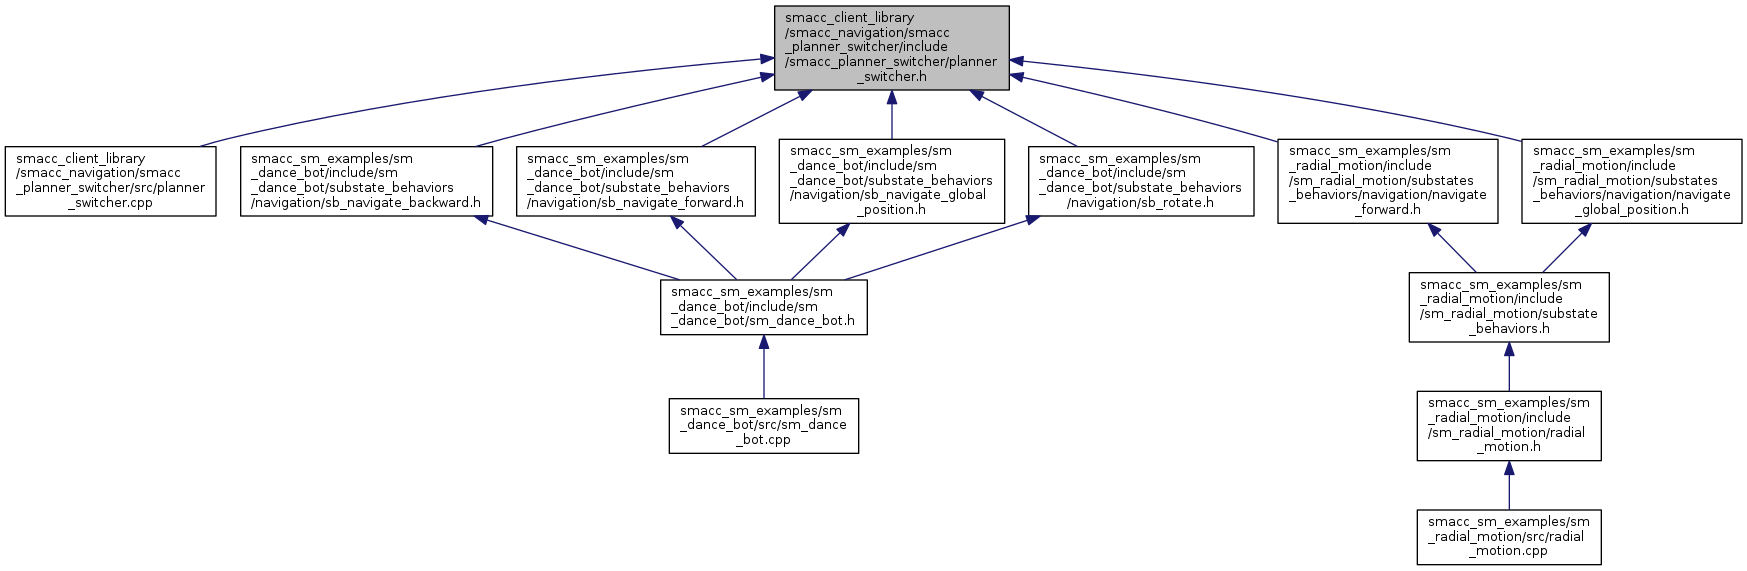 smacc_client_library
/smacc_navigation/smacc
_planner_switcher/include
/smacc_planner_switcher/planner
_switcher.h
smacc_client_library
/smacc_navigation/smacc
_planner_switcher/src/planner
_switcher.cpp
smacc_sm_examples/sm
_dance_bot/include/sm
_dance_bot/substate_behaviors
/navigation/sb_navigate_backward.h
smacc_sm_examples/sm
_dance_bot/include/sm
_dance_bot/substate_behaviors
/navigation/sb_navigate_forward.h
smacc_sm_examples/sm
_dance_bot/include/sm
_dance_bot/substate_behaviors
/navigation/sb_navigate_global
_position.h
smacc_sm_examples/sm
_dance_bot/include/sm
_dance_bot/substate_behaviors
/navigation/sb_rotate.h
smacc_sm_examples/sm
_radial_motion/include
/sm_radial_motion/substates
_behaviors/navigation/navigate
_forward.h
smacc_sm_examples/sm
_radial_motion/include
/sm_radial_motion/substates
_behaviors/navigation/navigate
_global_position.h
smacc_sm_examples/sm
_dance_bot/include/sm
_dance_bot/sm_dance_bot.h
smacc_sm_examples/sm
_radial_motion/include
/sm_radial_motion/substate
_behaviors.h
smacc_sm_examples/sm
_dance_bot/src/sm_dance
_bot.cpp
smacc_sm_examples/sm
_radial_motion/include
/sm_radial_motion/radial
_motion.h
smacc_sm_examples/sm
_radial_motion/src/radial
_motion.cpp